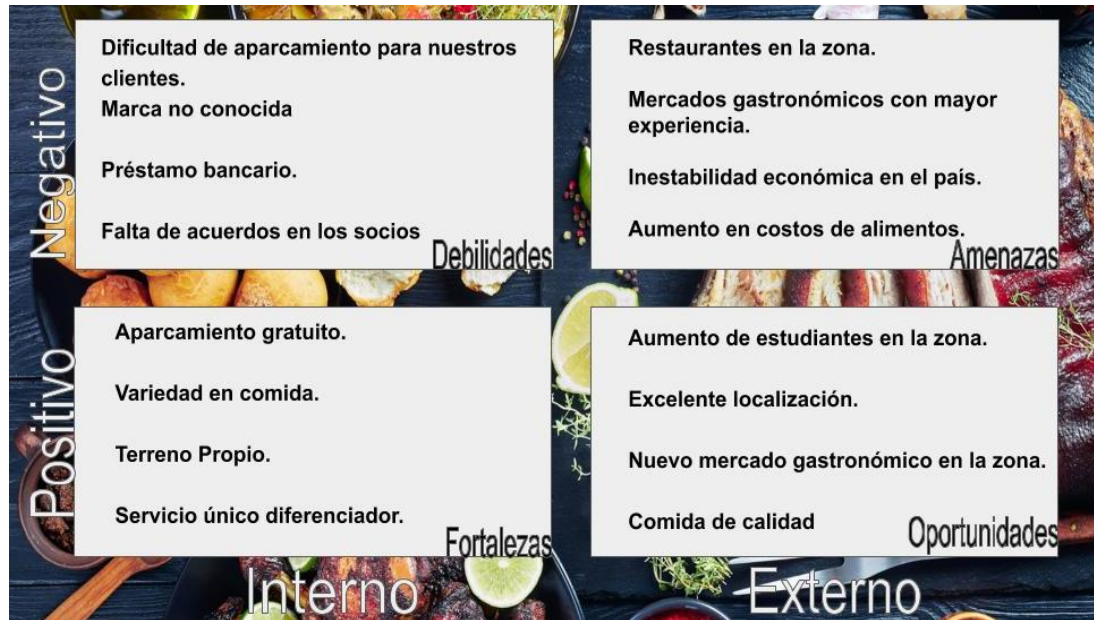 Negativo
Dificultad de aparcamiento para nuestros
clientes.
Marca no conocida
Préstamo bancario.
Falta de acuerdos en los socios
Debilidades
Restaurantes en la zona.
Mercados gastronómicos con mayor
experiencia.
Inestabilidad económica en el país.
Aumento en costos de alimentos.
Amenazas
Positivo
Aparcamiento gratuito.
Variedad en comida.
Terreno Propio.
Servicio único diferenciador.
Fortalezas
Aumento de estudiantes en la zona.
Excelente localización.
Nuevo mercado gastronómico en la zona.
Comida de calidad
Oportunidades
Interno
Externo